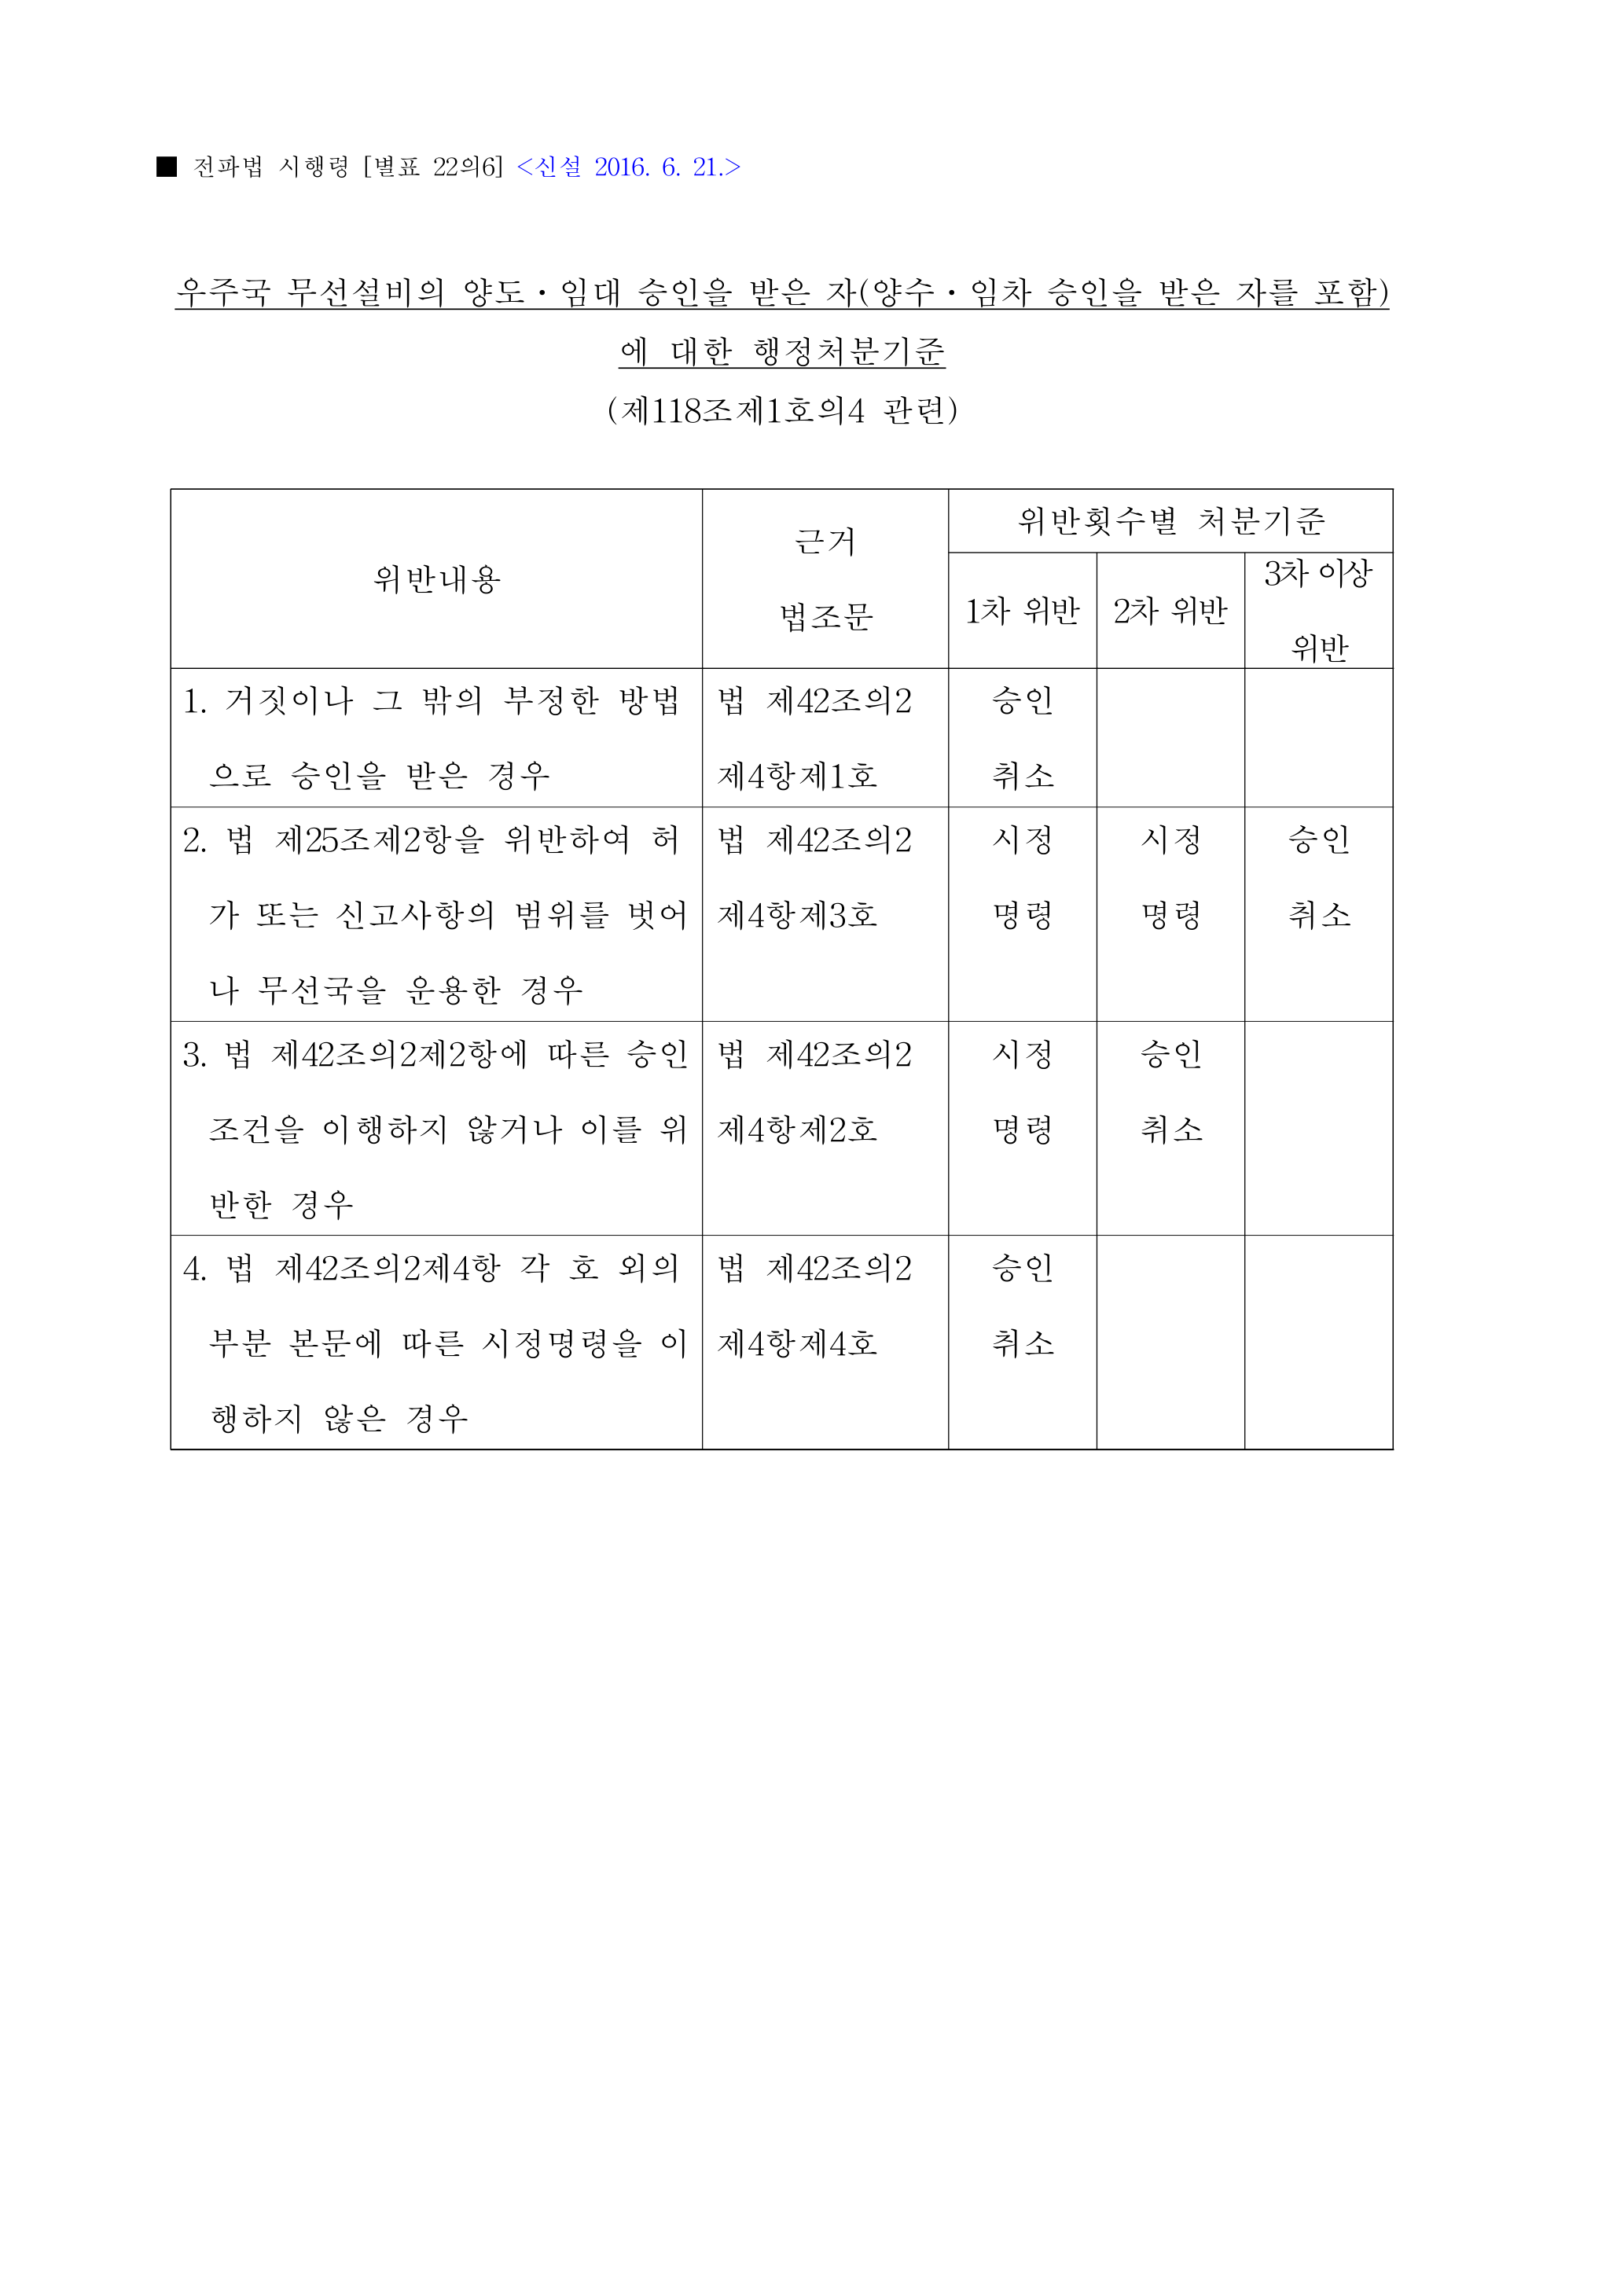 ■ 전파법 시행령 [별표 22의6] <신설 2016. 6. 21.>
우주국 무선설비의 양도・임대 승인을 받은 자(양수・임차 승인을 받은 자를 포함)
에 대한 행정처분기준
(제118조제1호의4 관련)
위반내용
근거
법조문
위반횟수별 처분기준
1차 위반
2차 위반
3차 이상
위반
1. 거짓이나 그 밖의 부정한 방법
으로 승인을 받은 경우
법 제42조의2
제4항제1호
승인
취소
2. 법 제25조제2항을 위반하여 허
가 또는 신고사항의 범위를 벗어
나 무선국을 운용한 경우
법 제42조의2
제4항제3호
시정
명령
시정
명령
승인
취소
3. 법 제42조의2제2항에 따른 승인
조건을 이행하지 않거나 이를 위
반한 경우
법 제42조의2
제4항제2호
시정
명령
승인
취소
4. 법 제42조의2제4항 각 호 외의
부분 본문에 따른 시정명령을 이
행하지 않은 경우
법 제42조의2
제4항제4호
승인
취소